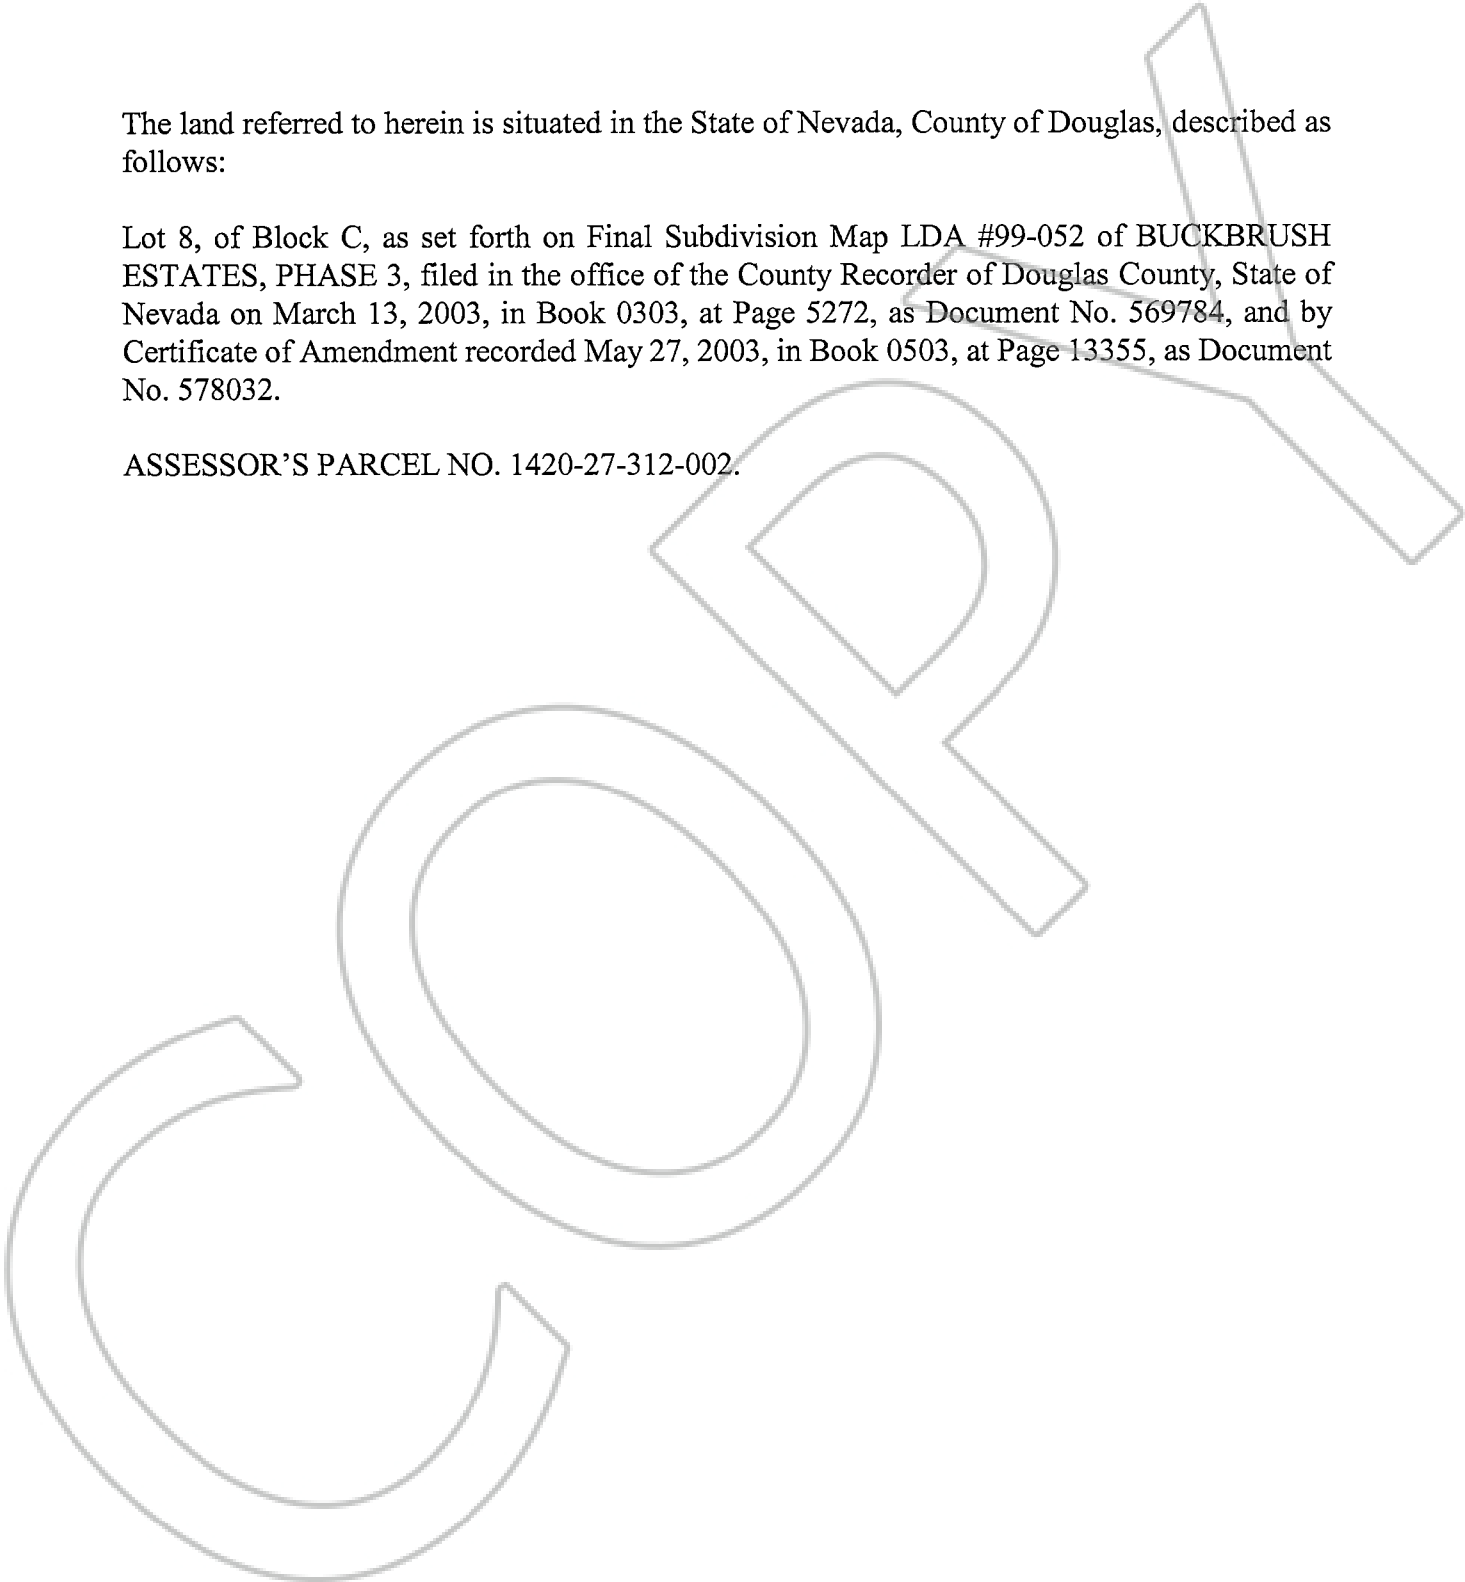 The land referred to herein is situated in the State of Nevada, County of Douglas, described as
follows:
Lot 8, of Block C, as set forth on Final Subdivision Map LDA #99-052 of BUCKBRUSH
ESTATES, PHASE 3, filed in the office of the County Recorder of Douglas County, State of
Nevada on March 13, 2003, in Book 0303, at Page 5272, as Document No. 569784, and by
Certificate of Amendment recorded May 27, 2003, in Book 0503, at Page 13355, as Document
No. 578032.
ASSESSOR'S PARCEL NO. 1420-27-312-002.
COPY